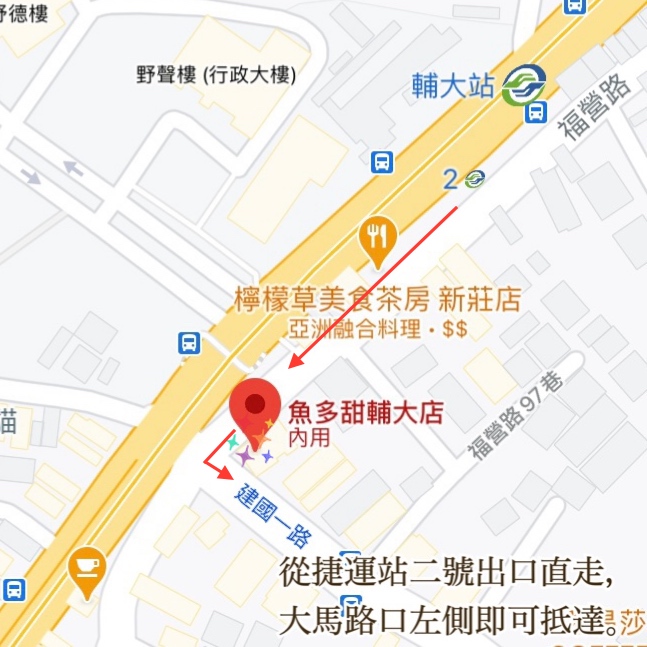 野德樓
野聲樓 (行政大樓)
輔大站
福營路
2
檸檬草美食茶房 新莊店
亞洲融合料理・$$
魚多甜輔大店
內用
福營路97巷
建國一路
從捷運站二號出口直走,
大馬路口左側即可抵達。